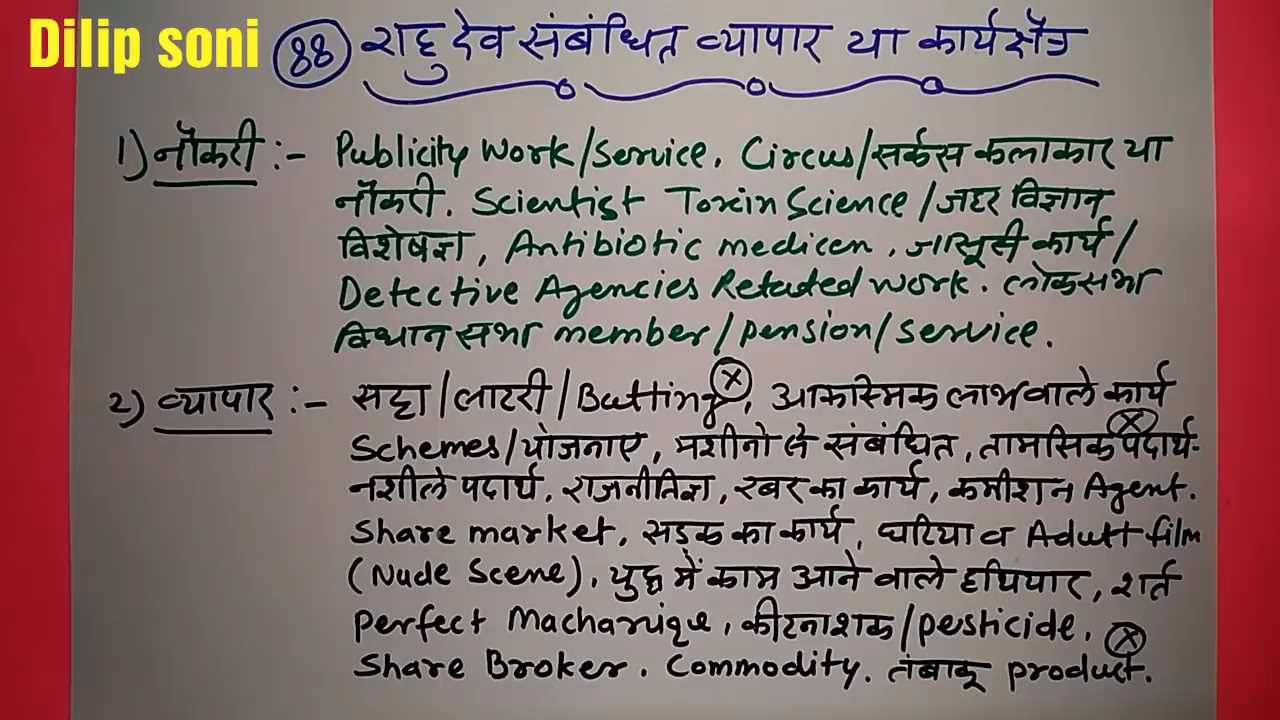 Dilip soni
(88) राहु देव संबंधित व्यापार या कार्यक्षेत्र
1) नौकरी :- Publicity Work/Service. Circus/सर्कस कलाकार या
नौकरी. Scientist Toxin Science/जहर विज्ञान
विशेषज्ञ, Antibiotic medicen, जासूसी कार्य/
Detective Agencies Retated work. लोकसभा
विधानसभा member/pension/service.
2) व्यापार :- सट्टा/लाटरी/Butting (X), आकस्मिक लाभ वाले कार्य
Schemes/योजनाए, मशीनो से संबंधित, तामसिक पदार्थ (X)-
नशीले पदार्थ. राजनीतिज्ञ, रबर का कार्य, कमीशन Agent.
Share market. सड़क का कार्य, घटिया व Adutt film
(Nude Scene), युद्ध में काम आने वाले हथियार, शर्त
Perfect Machanique, कीटनाशक/pesticide.
Share Broker. Commodity. तंबाकू product (X).